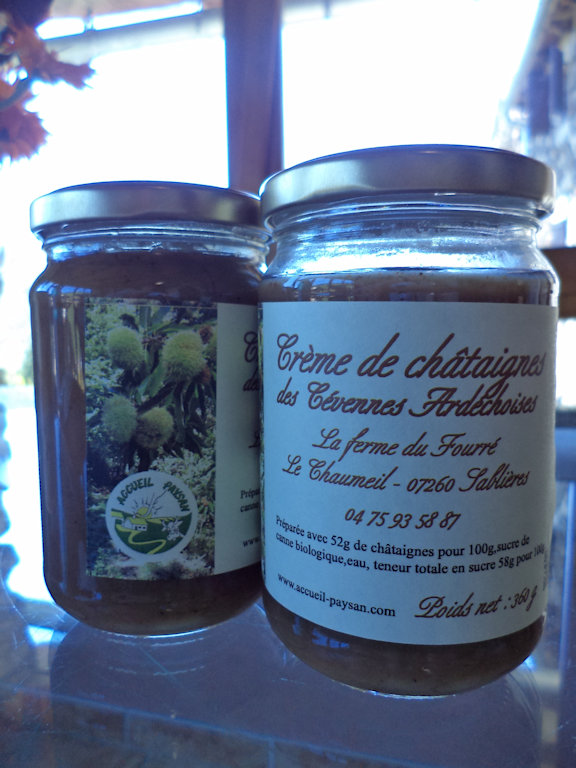 Crème de châtaignes
des Cévennes Ardéchoises
La ferme du Fourré
Le Chaumeil - 07260 Sablières
04 75 93 58 87
Préparée avec 52g de châtaignes pour 100g,sucre de
canne biologique,eau, teneur totale en sucre 58g pour 100g
www.accueil-paysan.com
Poids net : 360 g
ACCUEIL PAYSAN